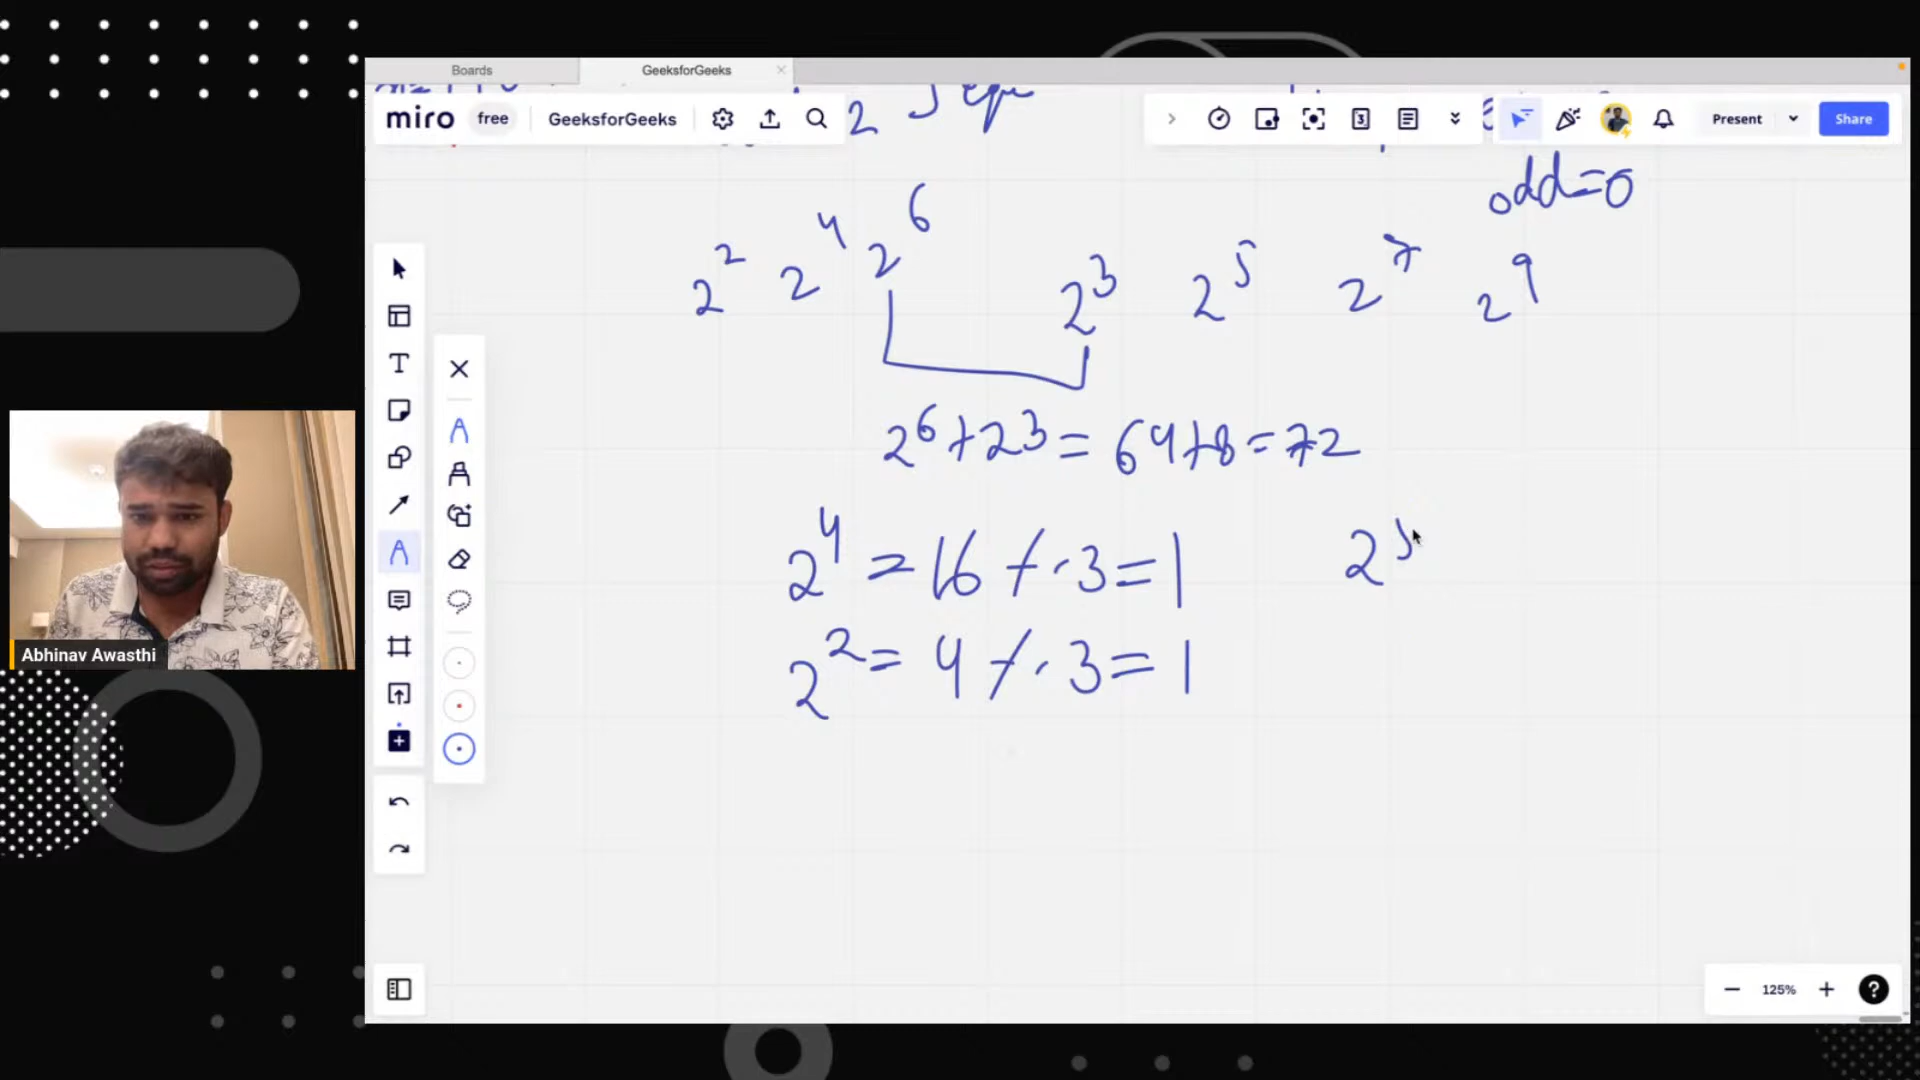 Boards GeeksforGeeks
miro free GeeksforGeeks 2 3 Present Share
odd=0
2^2 2^4 2^6 2^3 2^5 2^7 2^9
2^6+2^3=64+8=72
2^4=16%3=1 2^5
2^2=4%3=1
Abhinav Awasthi
125% ?